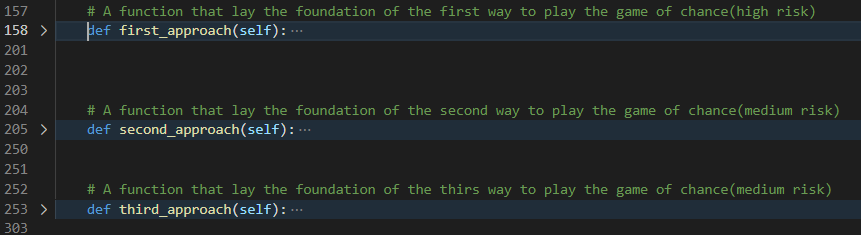 157 # A function that lay the foundation of the first way to play the game of chance(high risk)
158 > def first_approach(self): ···
201
202
203
204 # A function that lay the foundation of the second way to play the game of chance(medium risk)
205 > def second_approach(self): ···
250
251
252 # A function that lay the foundation of the thirs way to play the game of chance(medium risk)
253 > def third_approach(self): ···
303